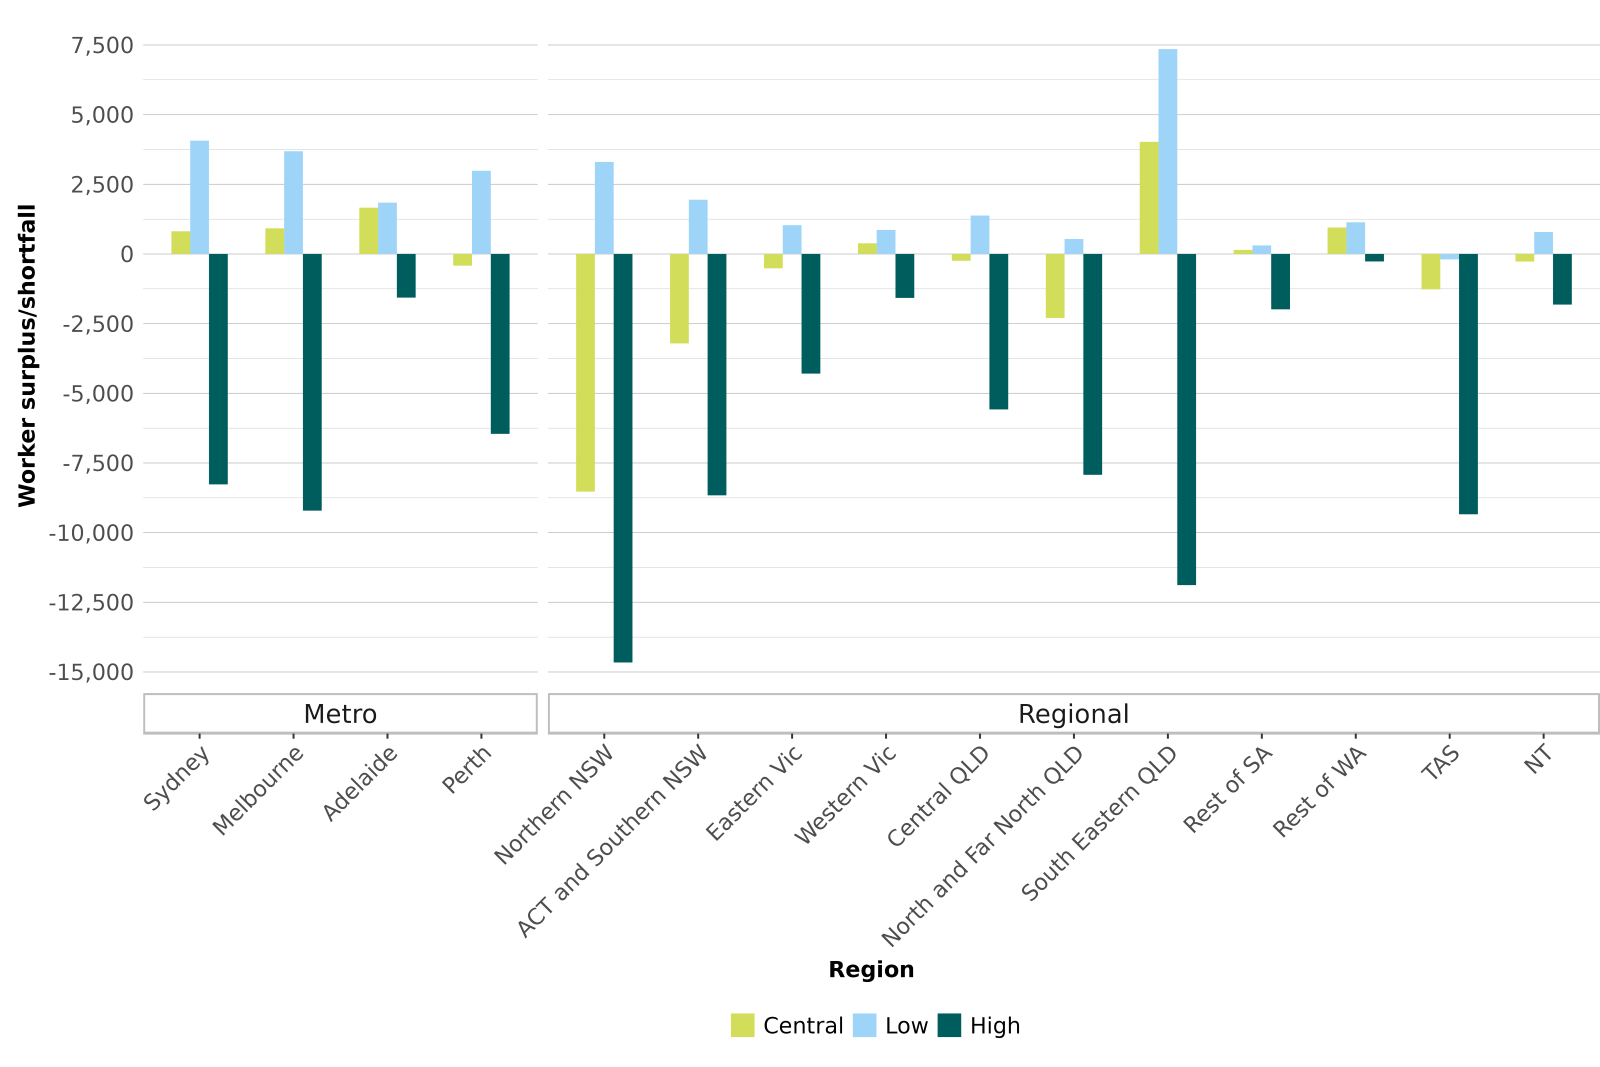 Worker surplus/shortfall
7,500
5,000
2,500
0
-2,500
-5,000
-7,500
-10,000
-12,500
-15,000
Metro
Regional
Sydney
Melbourne
Adelaide
Perth
Northern NSW
ACT and Southern NSW
Eastern Vic
Western Vic
Central QLD
North and Far North QLD
South Eastern QLD
Rest of SA
Rest of WA
TAS
NT
Region
Central Low High